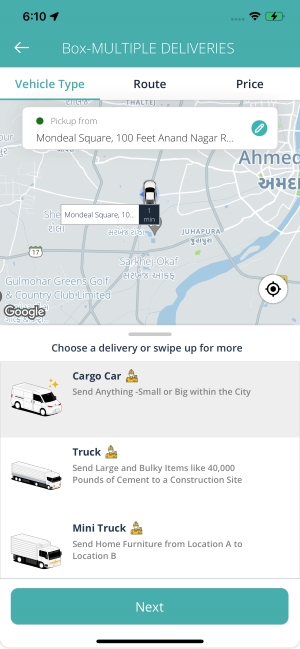 6:10
Box-MULTIPLE DELIVERIES
Vehicle Type
Route
Price
Pickup from
Mondeal Square, 100 Feet Anand Nagar R...
THALTEJ
Ahmed
અમદા
Mondeal Square, 10...
1
min
JUHAPURA
જુહાપુરા
Sarkhej-Okaf
સરખેજ-ઓકાફ
17
Gulmohar Greens Golf
& Country Club Limited
Google
Choose a delivery or swipe up for more
Cargo Car
Send Anything -Small or Big within the City
Truck
Send Large and Bulky Items like 40,000
Pounds of Cement to a Construction Site
Mini Truck
Send Home Furniture from Location A to
Location B
Next